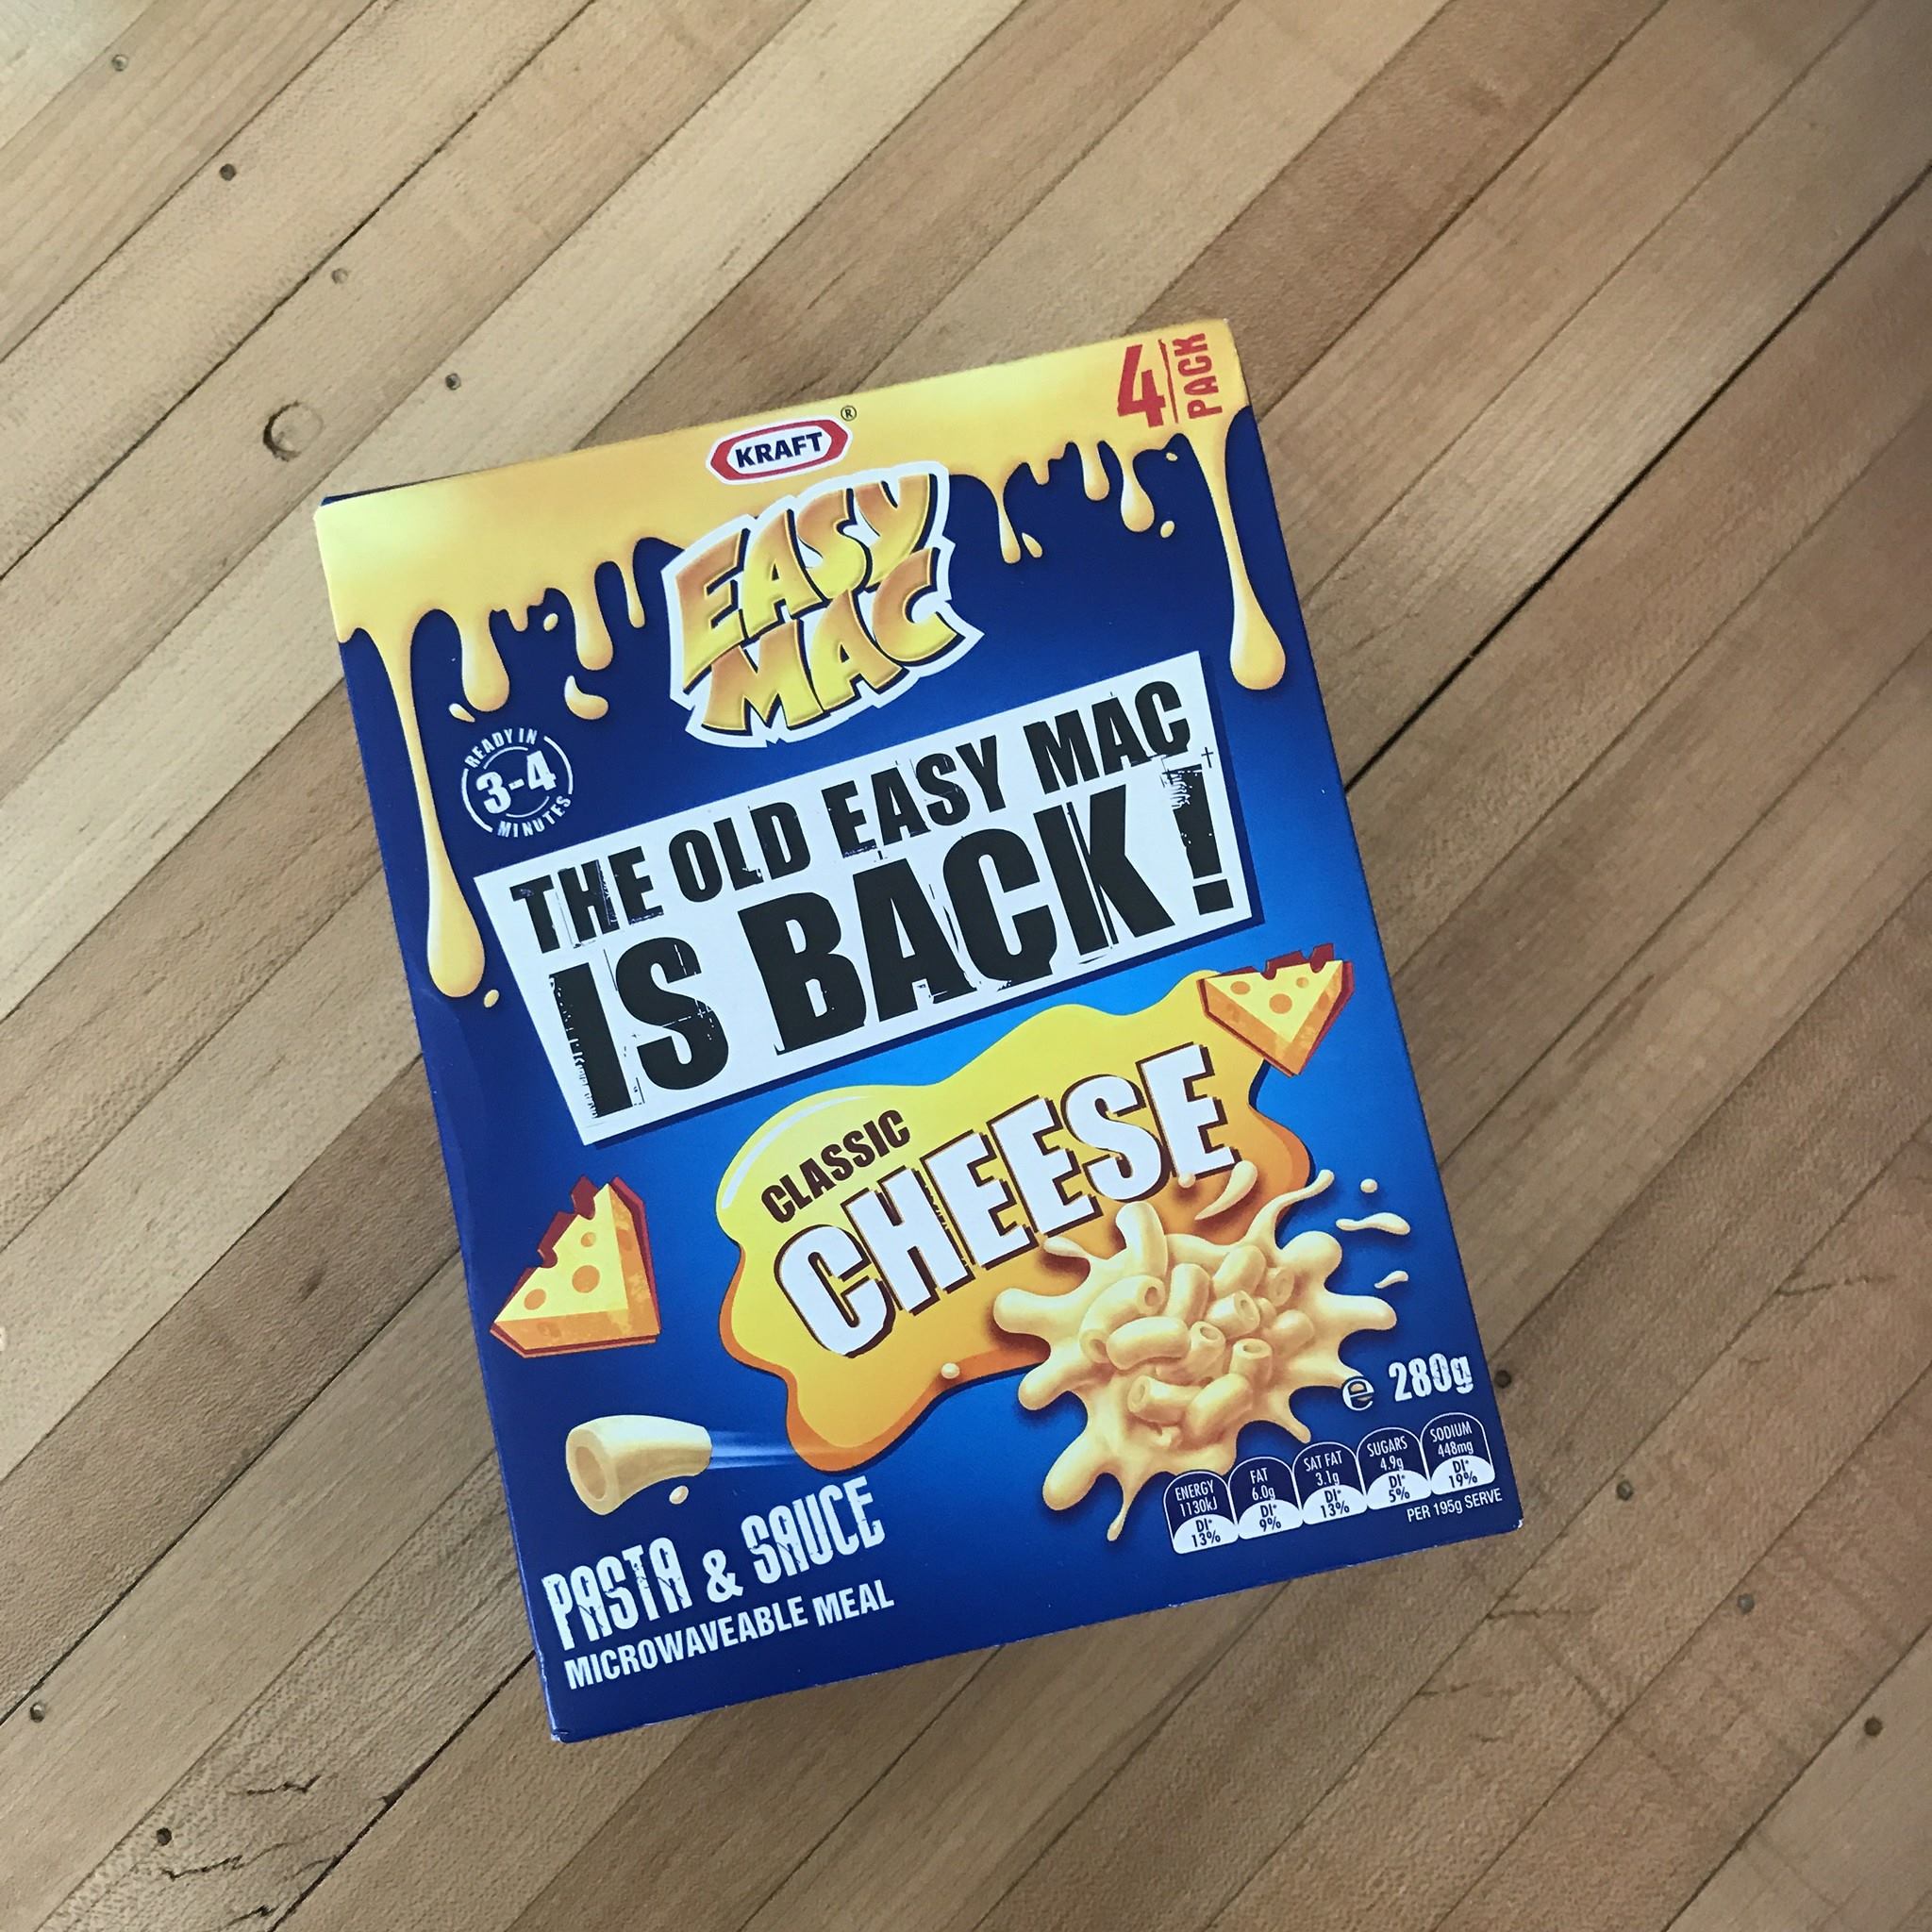 4 PACK
KRAFT®
EASY
MAC
READY IN
3-4
MINUTES
THE OLD EASY MAC
IS BACK!
CLASSIC
CHEESE
℮ 280g
ENERGY
1130kJ
DI*
13%
FAT
6.0g
DI*
9%
SAT FAT
3.1g
DI*
13%
SUGARS
4.9g
DI*
5%
SODIUM
448mg
DI*
19%
PER 195g SERVE
PASTA & SAUCE
MICROWAVEABLE MEAL